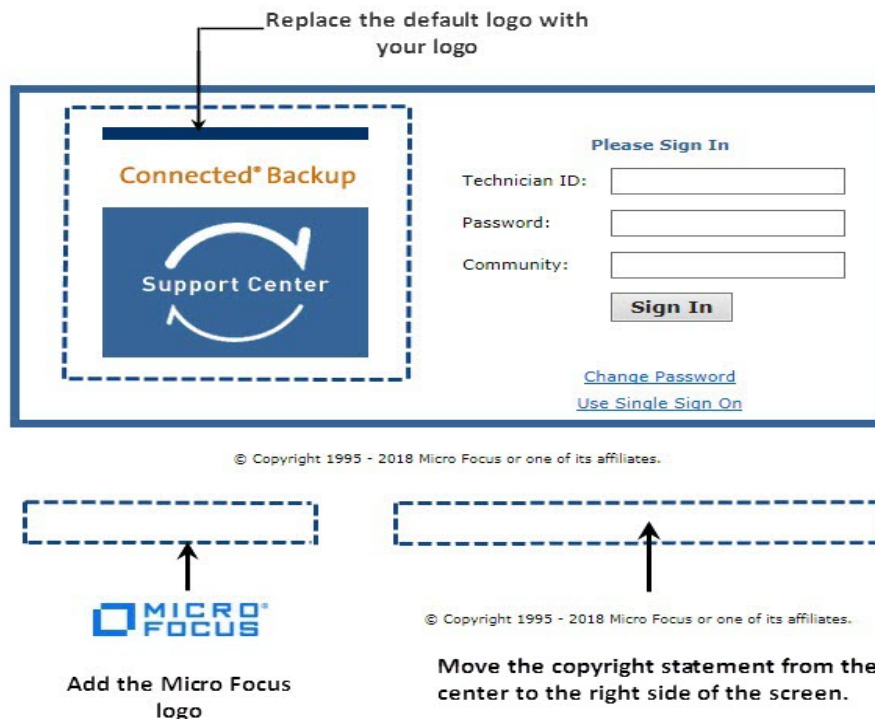 Replace the default logo with
your logo
Connected® Backup
Support Center
Please Sign In
Technician ID:
Password:
Community:
Sign In
Change Password
Use Single Sign On
© Copyright 1995 - 2018 Micro Focus or one of its affiliates.
MICRO®
FOCUS
Add the Micro Focus
logo
© Copyright 1995 - 2018 Micro Focus or one of its affiliates.
Move the copyright statement from the
center to the right side of the screen.